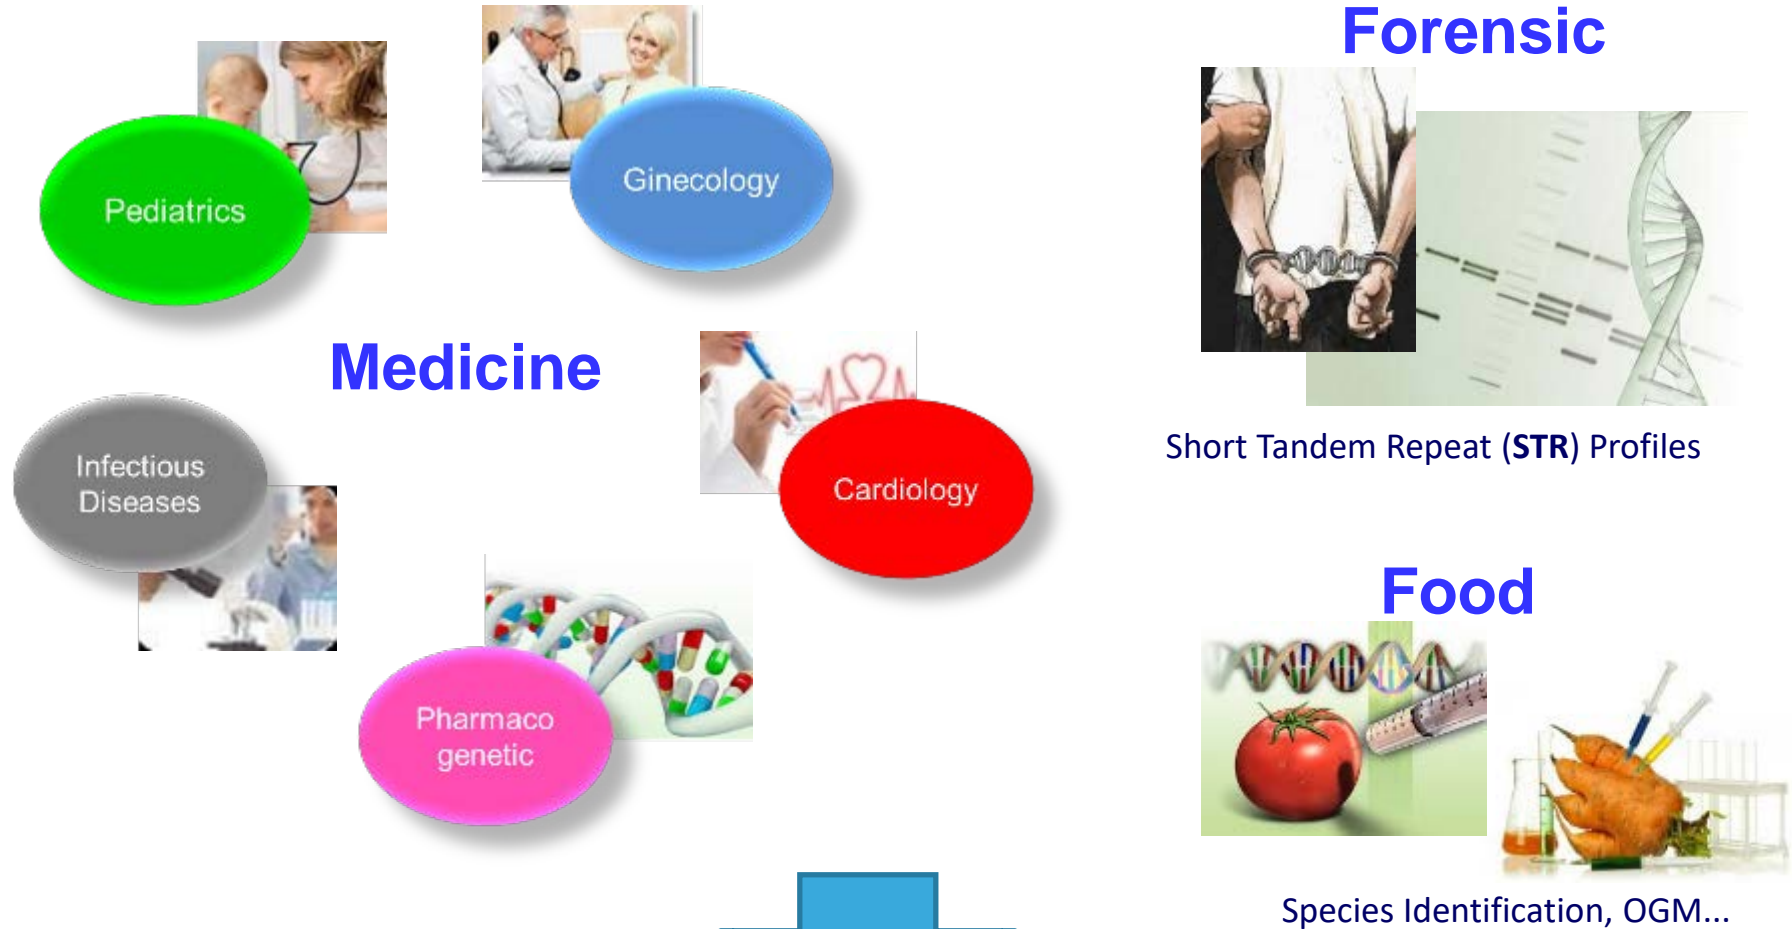 Pediatrics
Ginecology
Medicine
Infectious
Diseases
Cardiology
Pharmaco
genetic
Forensic
Short Tandem Repeat (STR) Profiles
Food
Species Identification, OGM...